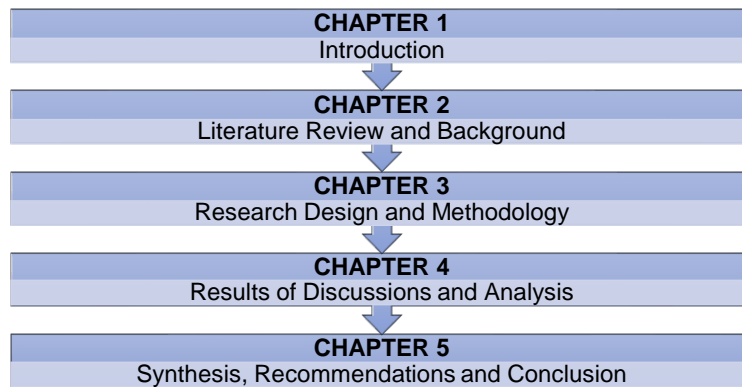 CHAPTER 1
Introduction
CHAPTER 2
Literature Review and Background
CHAPTER 3
Research Design and Methodology
CHAPTER 4
Results of Discussions and Analysis
CHAPTER 5
Synthesis, Recommendations and Conclusion